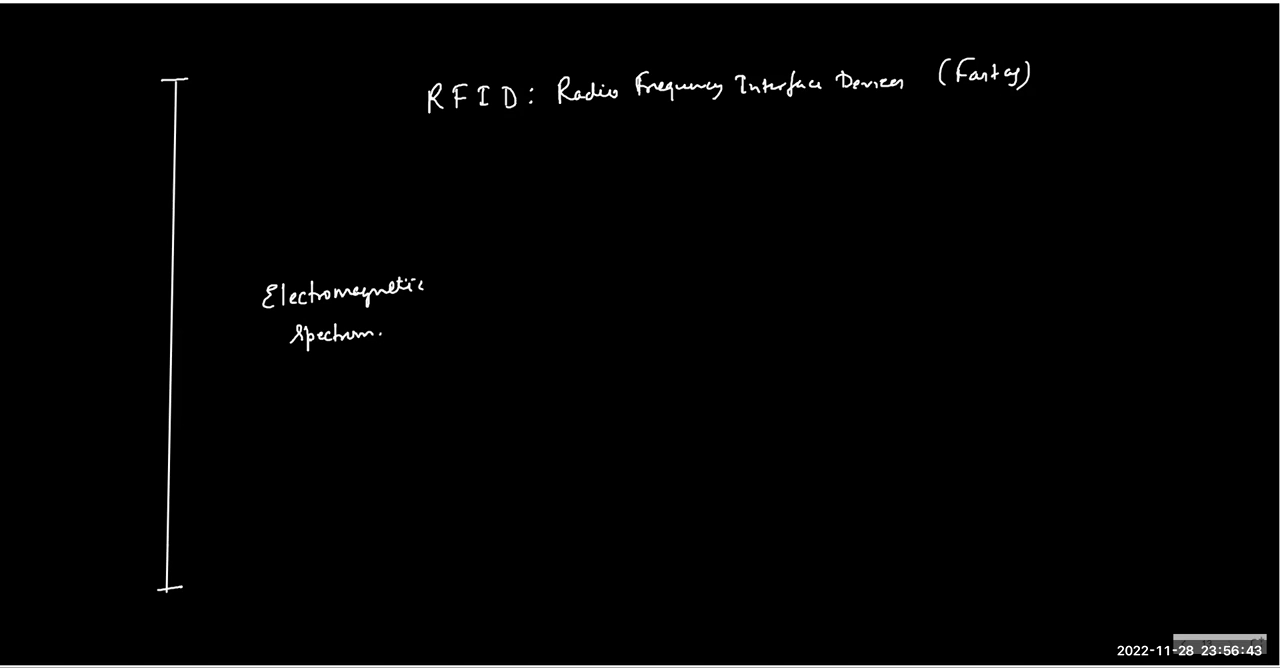 RFID: Radio Frequency Interface Devices (Fastag)
Electromagnetic
Spectrum.
2022-11-28 23:56:43